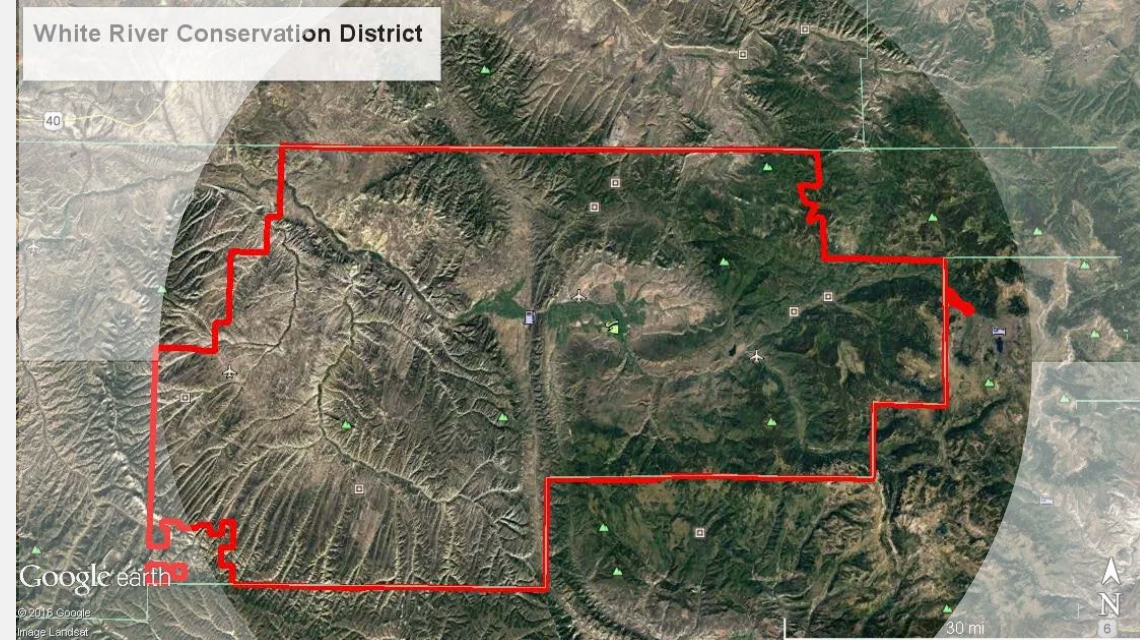 White River Conservation District
40
Google earth
© 2016 Google
Image Landsat
30 mi
N
6